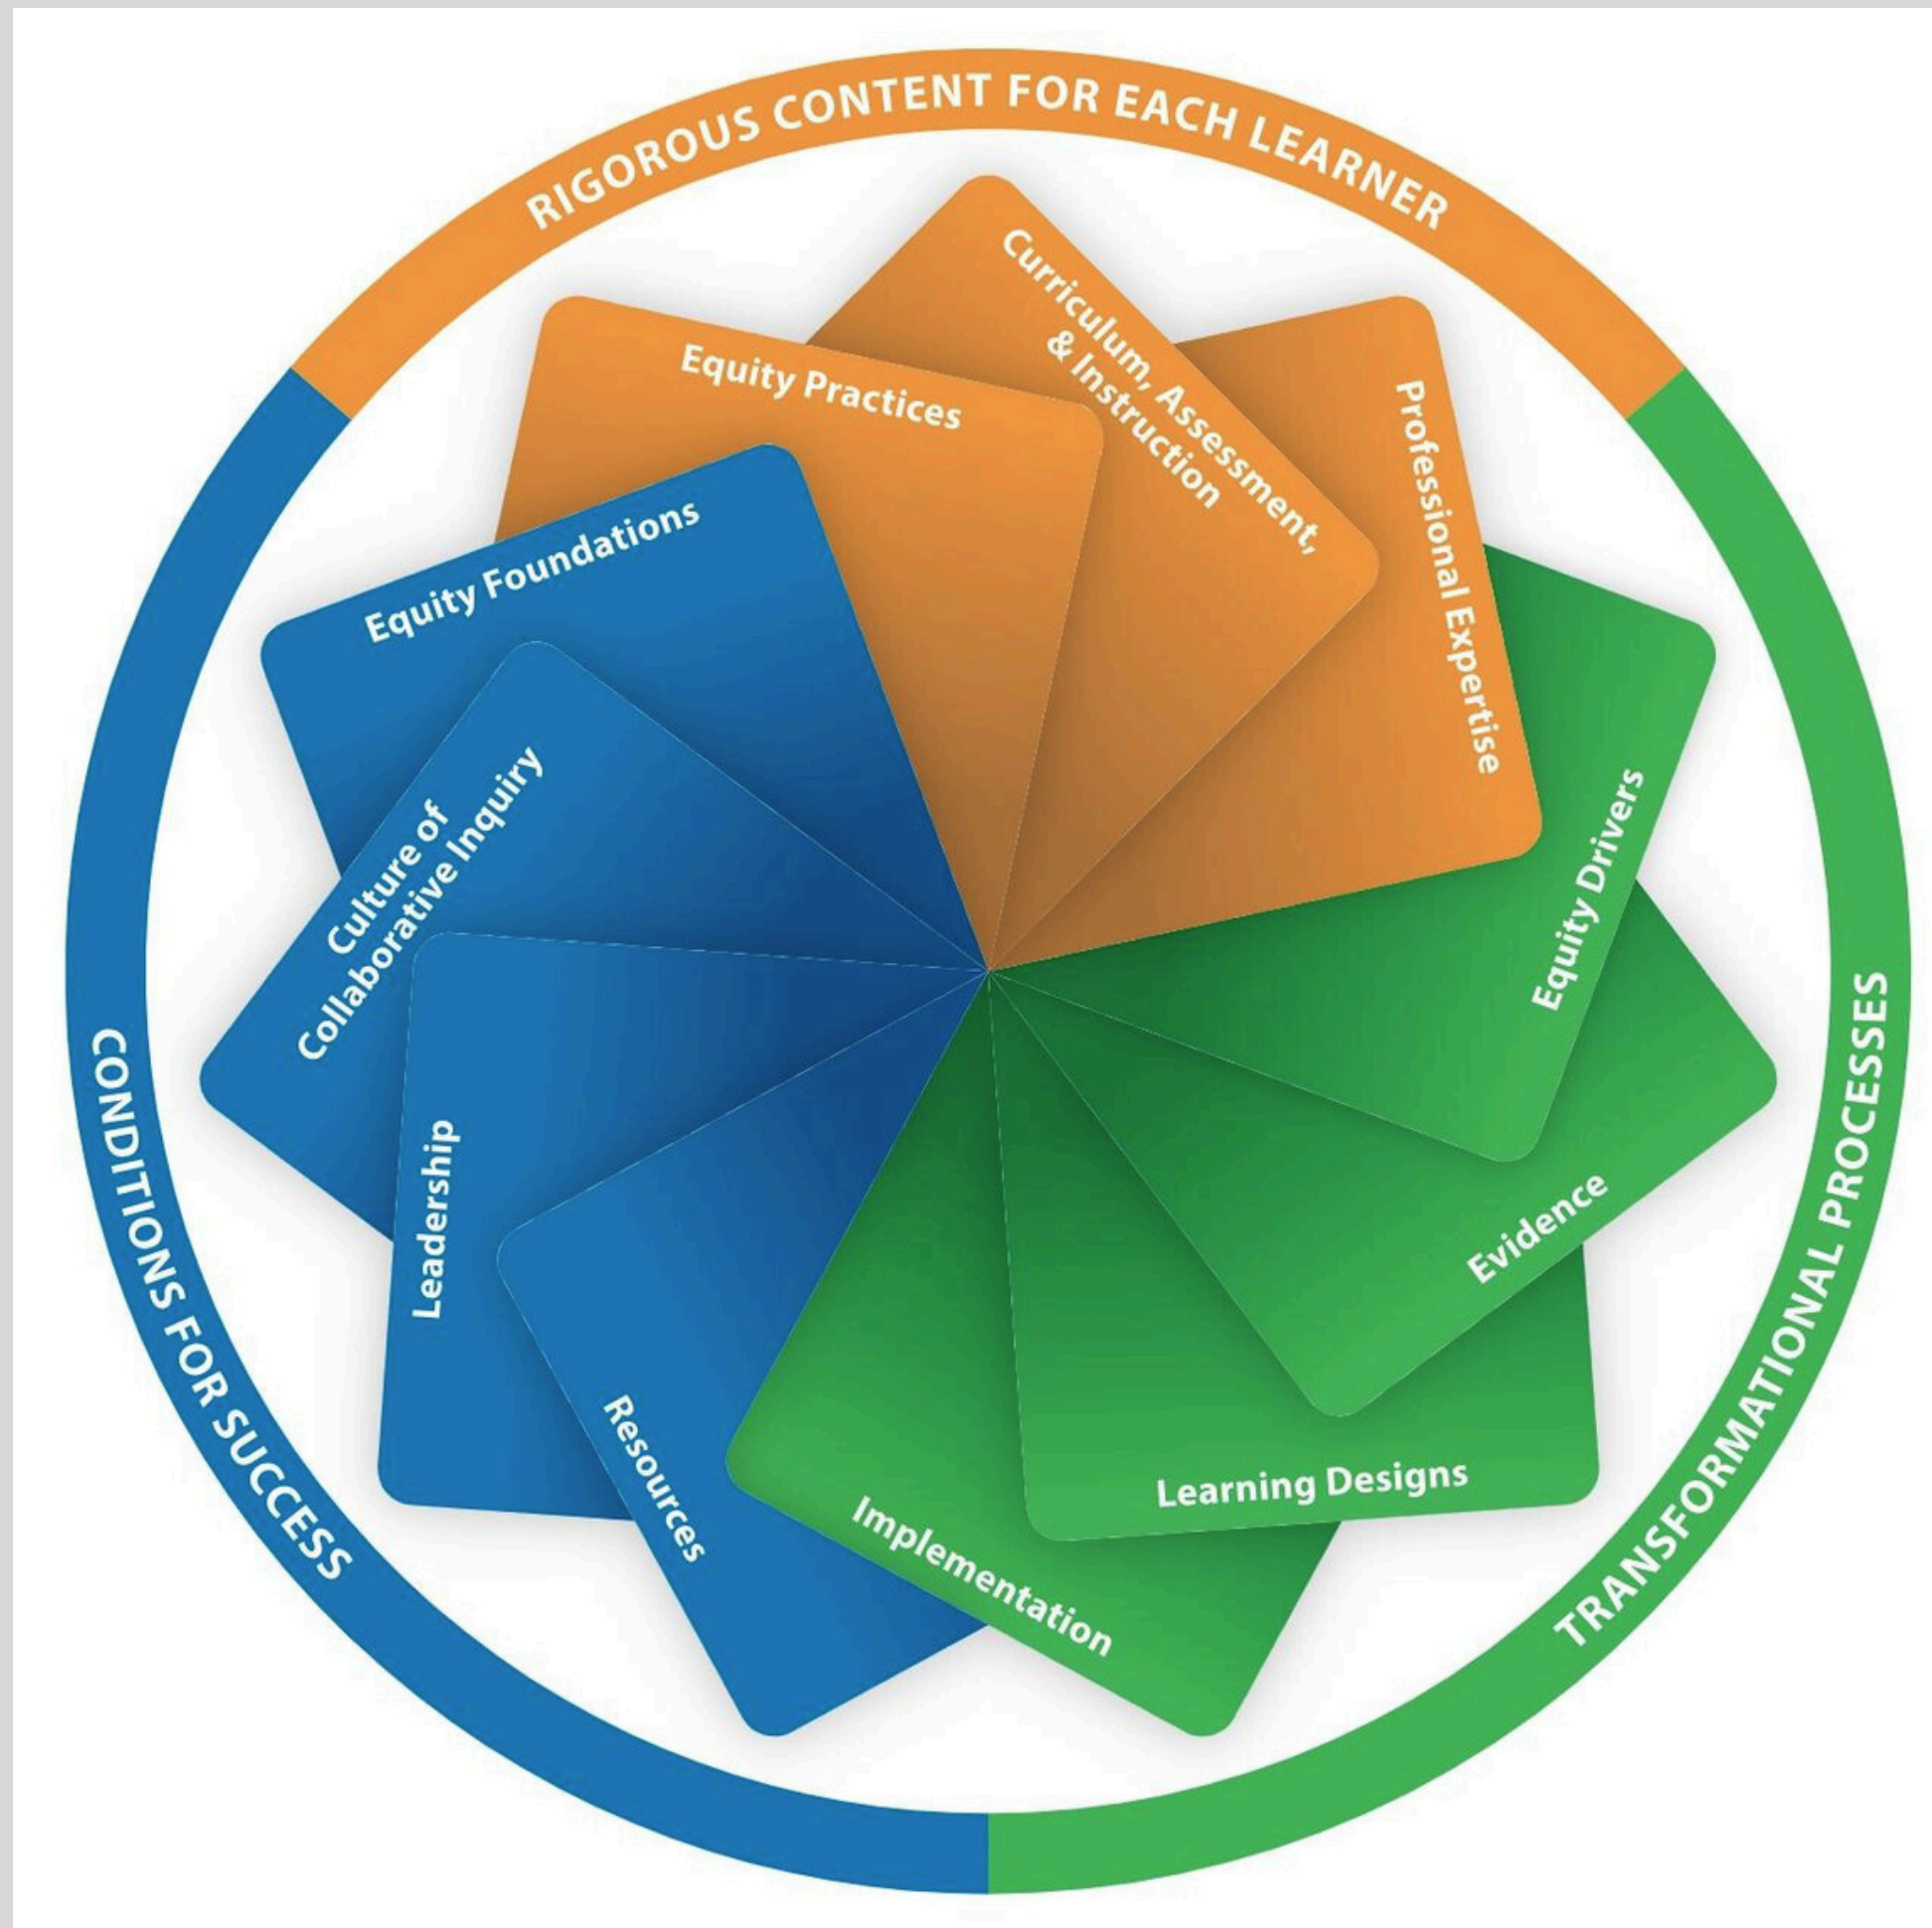 RIGOROUS CONTENT FOR EACH LEARNER
Equity Practices
Curriculum, Assessment,
& Instruction
Professional Expertise
TRANSFORMATIONAL PROCESSES
Equity Drivers
Evidence
Learning Designs
Implementation
CONDITIONS FOR SUCCESS
Equity Foundations
Culture of
Collaborative Inquiry
Leadership
Resources